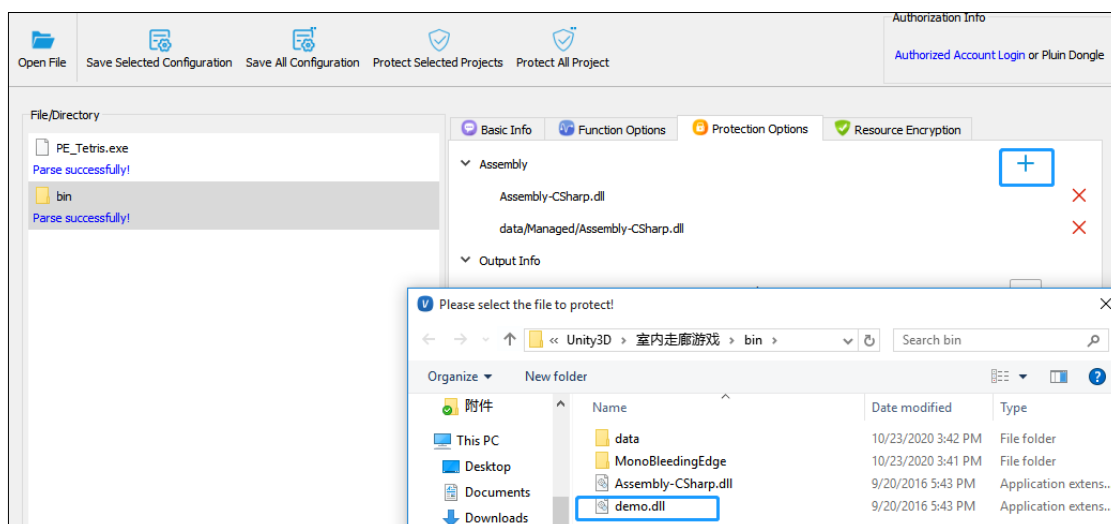 Authorization Info
Open File
Save Selected Configuration
Save All Configuration
Protect Selected Projects
Protect All Project
Authorized Account Login or Pluin Dongle
File/Directory
PE_Tetris.exe
Parse successfully!
bin
Parse successfully!
Basic Info
Function Options
Protection Options
Resource Encryption
Assembly
Assembly-CSharp.dll
data/Managed/Assembly-CSharp.dll
Output Info
Please select the file to protect!
« Unity3D › 室内走廊游戏 › bin ›
Search bin
Organize
New folder
附件
This PC
Desktop
Documents
Downloads
Name Date modified Type
data 10/23/2020 3:42 PM File folder
MonoBleedingEdge 10/23/2020 3:41 PM File folder
Assembly-CSharp.dll 9/20/2016 5:43 PM Application extens...
demo.dll 9/20/2016 5:43 PM Application extens...